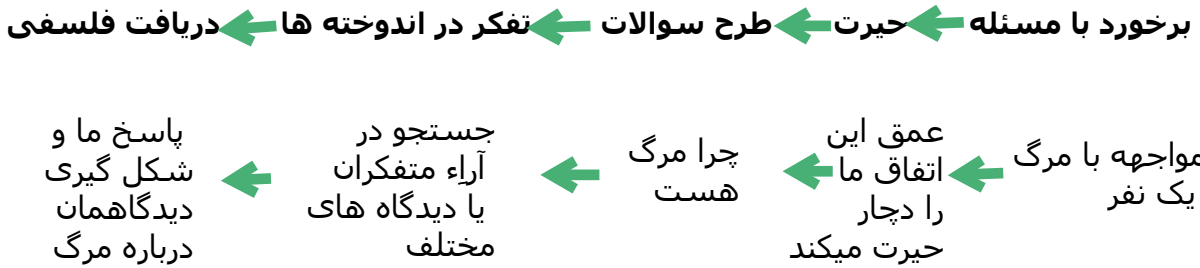 برخورد با مسئله حیرت طرح سوالات تفکر در اندوخته ها دریافت فلسفی
مواجهه با مرگ
یک نفر
عمق این
اتفاق ما
را دچار
حیرت میکند
چرا مرگ
هست
جستجو در
آراِء متفکران
یا دیدگاه های
مختلف
پاسخ ما و
شکل گیری
دیدگاهمان
درباره مرگ